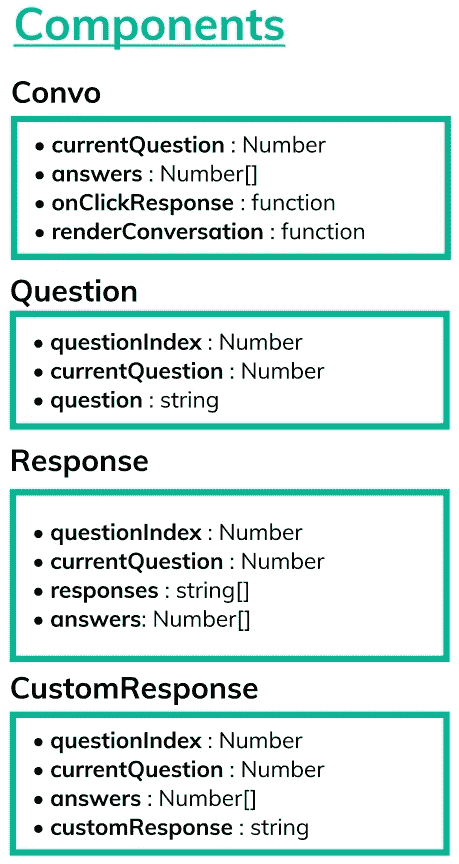 Components
Convo
• currentQuestion : Number
• answers : Number[]
• onClickResponse : function
• renderConversation : function
Question
• questionIndex : Number
• currentQuestion : Number
• question : string
Response
• questionIndex : Number
• currentQuestion : Number
• responses : string[]
• answers: Number[]
CustomResponse
• questionIndex : Number
• currentQuestion : Number
• answers : Number[]
• customResponse : string